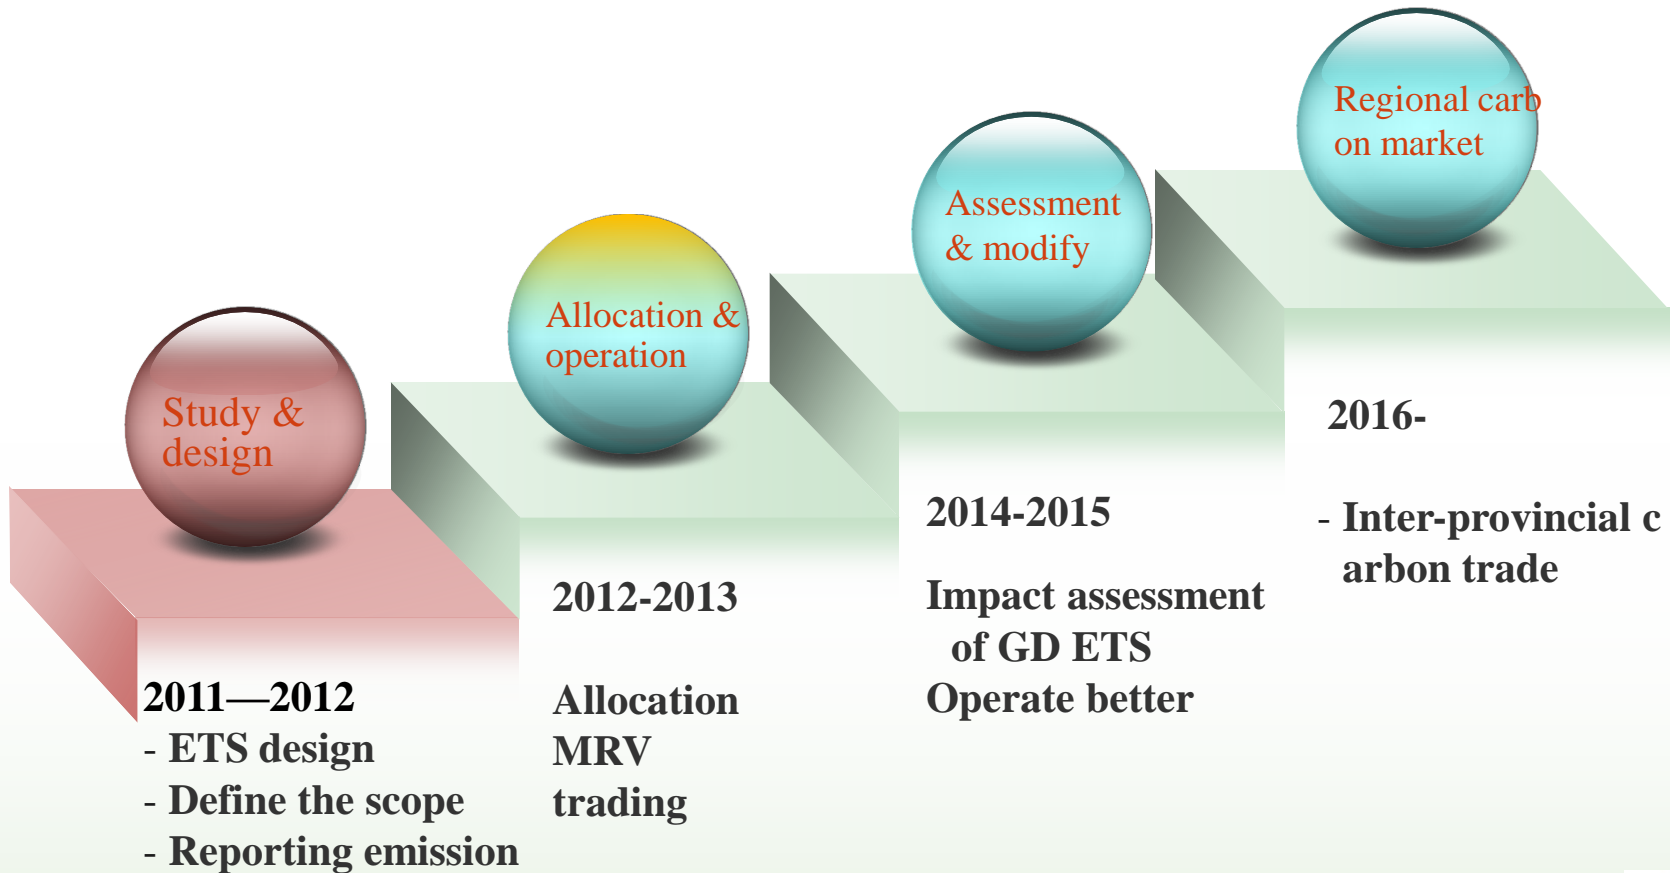 Study &
design
2011—2012
- ETS design
- Define the scope
- Reporting emission
Allocation &
operation
2012-2013
Allocation
MRV
trading
Assessment
& modify
2014-2015
Impact assessment
of GD ETS
Operate better
Regional carb
on market
2016-
- Inter-provincial c
arbon trade